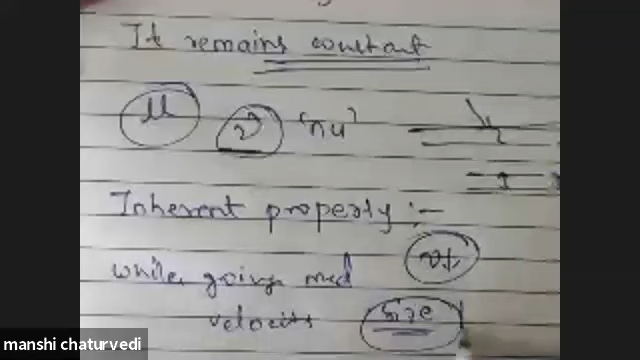 It remains constant
μ ν 'nu'
Inherent property :-
while going med
velocity size
manshi chaturvedi